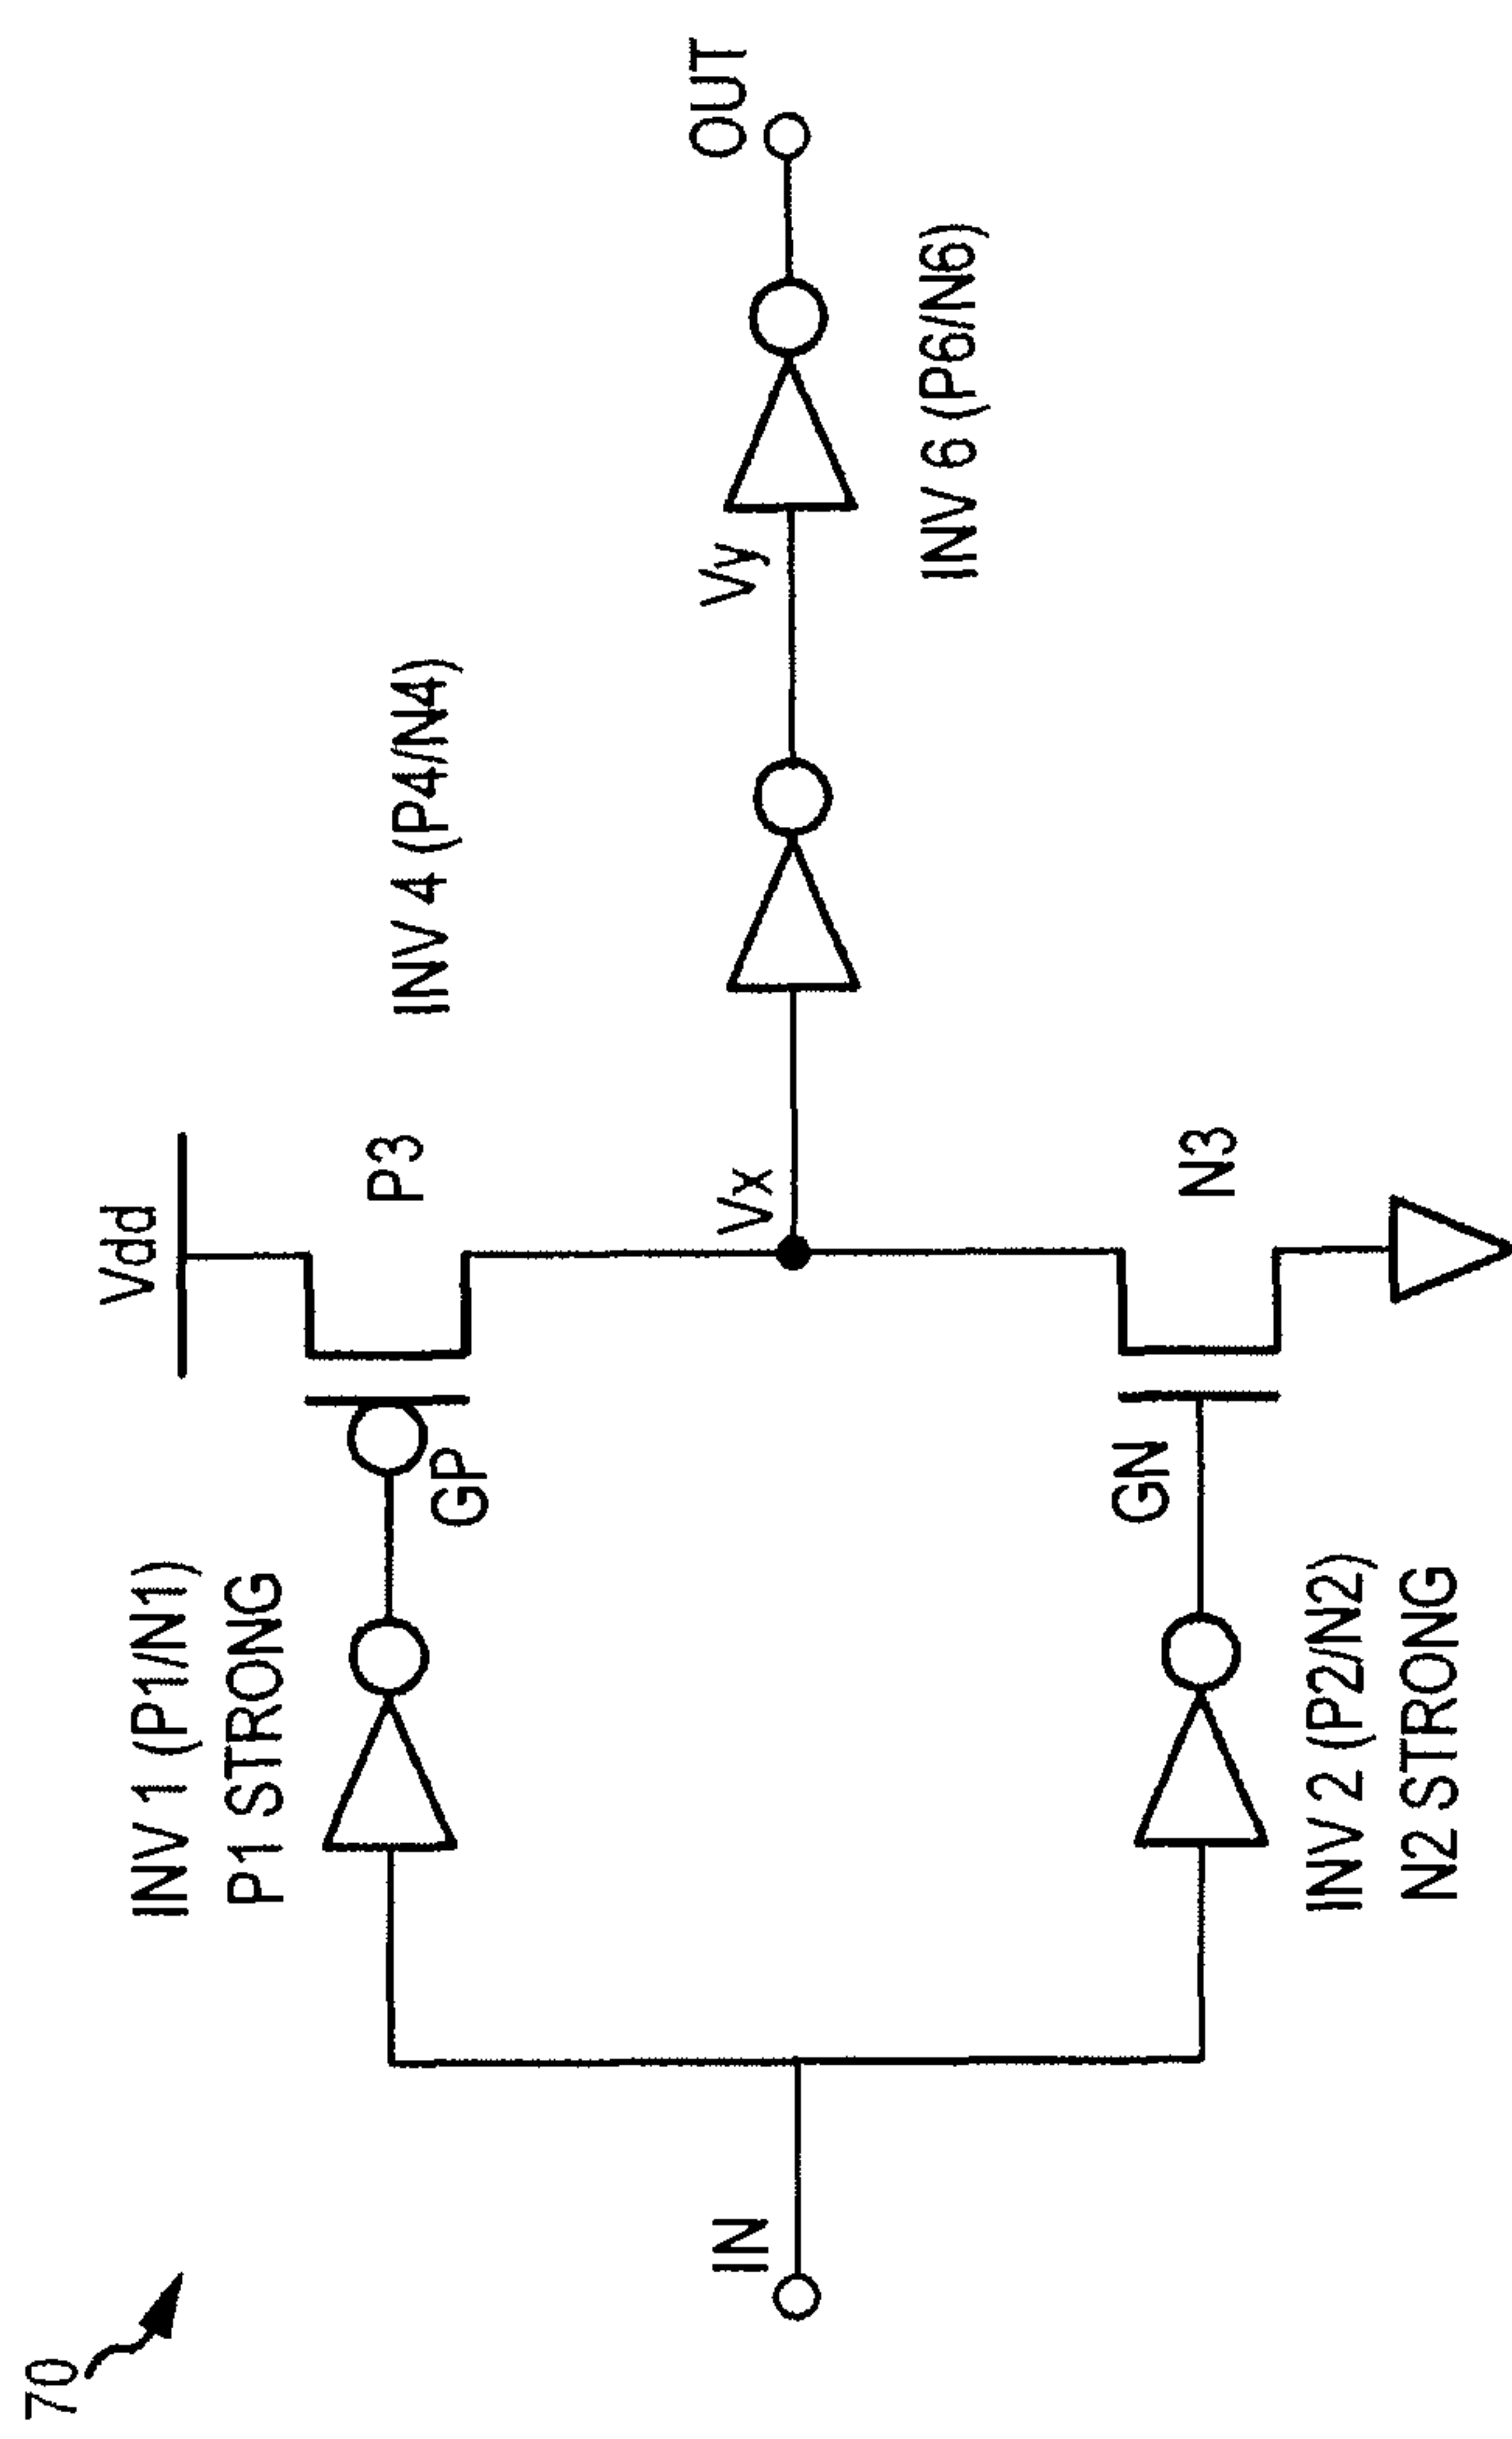 70
IN
INV 1 (P1/N1)
P1 STRONG
GP
Vdd
P3
Vx
INV 4 (P4/N4)
Vy
OUT
INV 6 (P6/N6)
GN
N3
INV 2 (P2/N2)
N2 STRONG